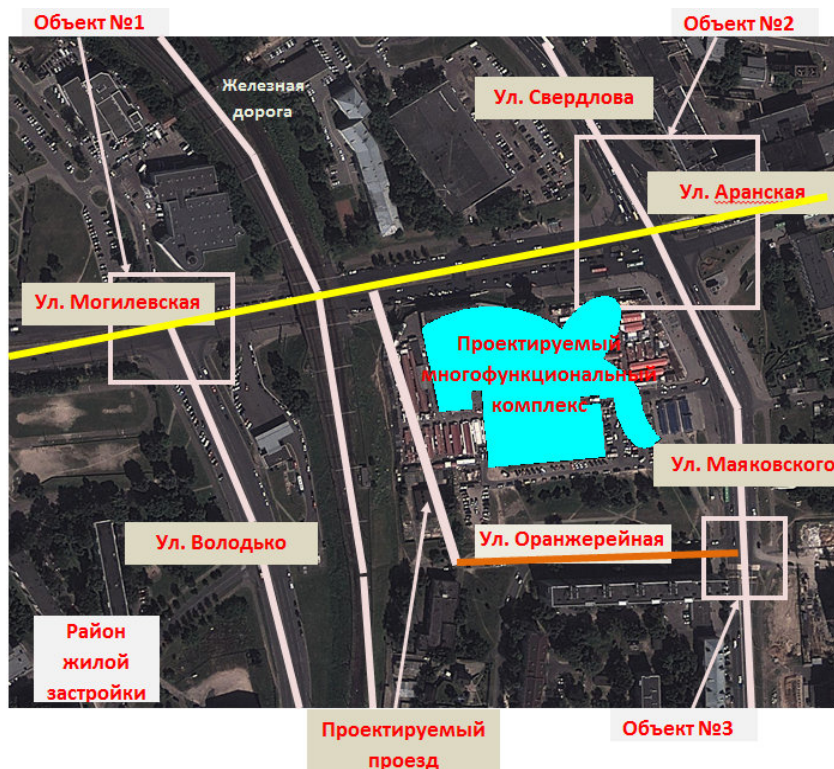 Объект №1
Объект №2
Железная
дорога
Ул. Свердлова
Ул. Аранская
Ул. Могилевская
Проектируемый
многофункциональный
комплекс
Ул. Маяковского
Ул. Володько
Ул. Оранжерейная
Район
жилой
застройки
Проектируемый
проезд
Объект №3